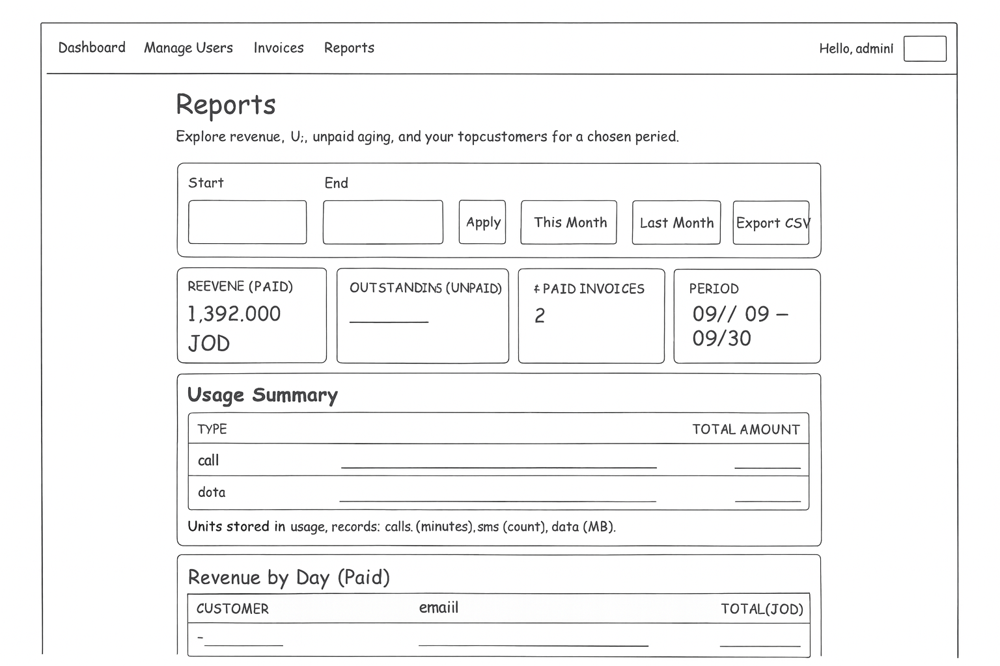 Dashboard Manage Users Invoices Reports Hello, admin!
Reports
Explore revenue, U;, unpaid aging, and your topcustomers for a chosen peried.
Start End
Apply This Month Last Month Export CSV
REEVENE (PAID) OUTSTANDINS (UNPAID) # PAID INVOICES PERIOD
1,392.000 2 09// 09 –
JOD 09/30
Usage Summary
TYPE TOTAL AMOUNT
call
dota
Units stored in usage, records: calls. (minutes), sms (count), data (MB).
Revenue by Day (Paid)
CUSTOMER emaiil TOTAL(JOD)